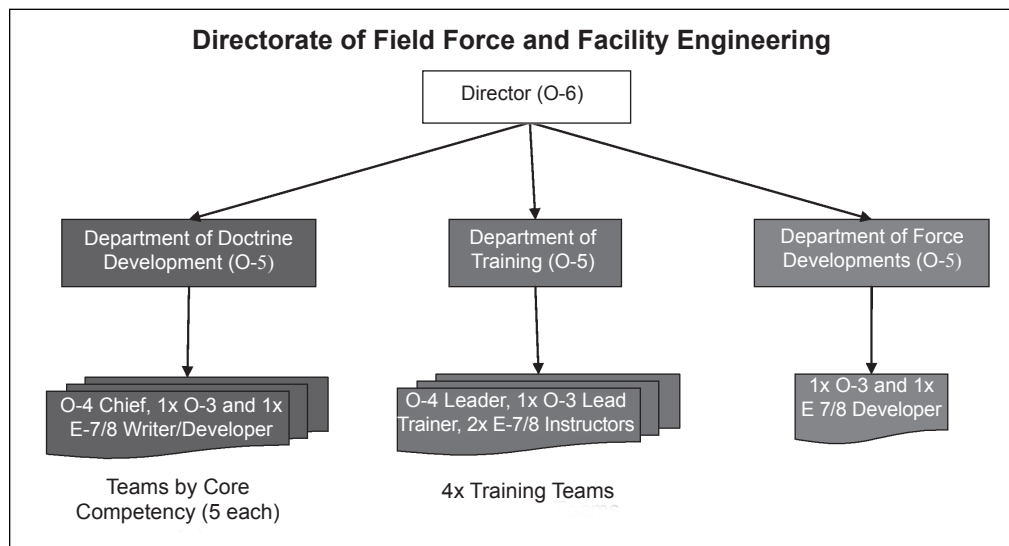 Directorate of Field Force and Facility Engineering
Director (O-6)
Department of Doctrine
Development (O-5)
Department of
Training (O-5)
Department of Force
Developments (O-5)
O-4 Chief, 1x O-3 and 1x
E-7/8 Writer/Developer
O-4 Leader, 1x O-3 Lead
Trainer, 2x E-7/8 Instructors
1x O-3 and 1x
E 7/8 Developer
Teams by Core
Competency (5 each)
4x Training Teams